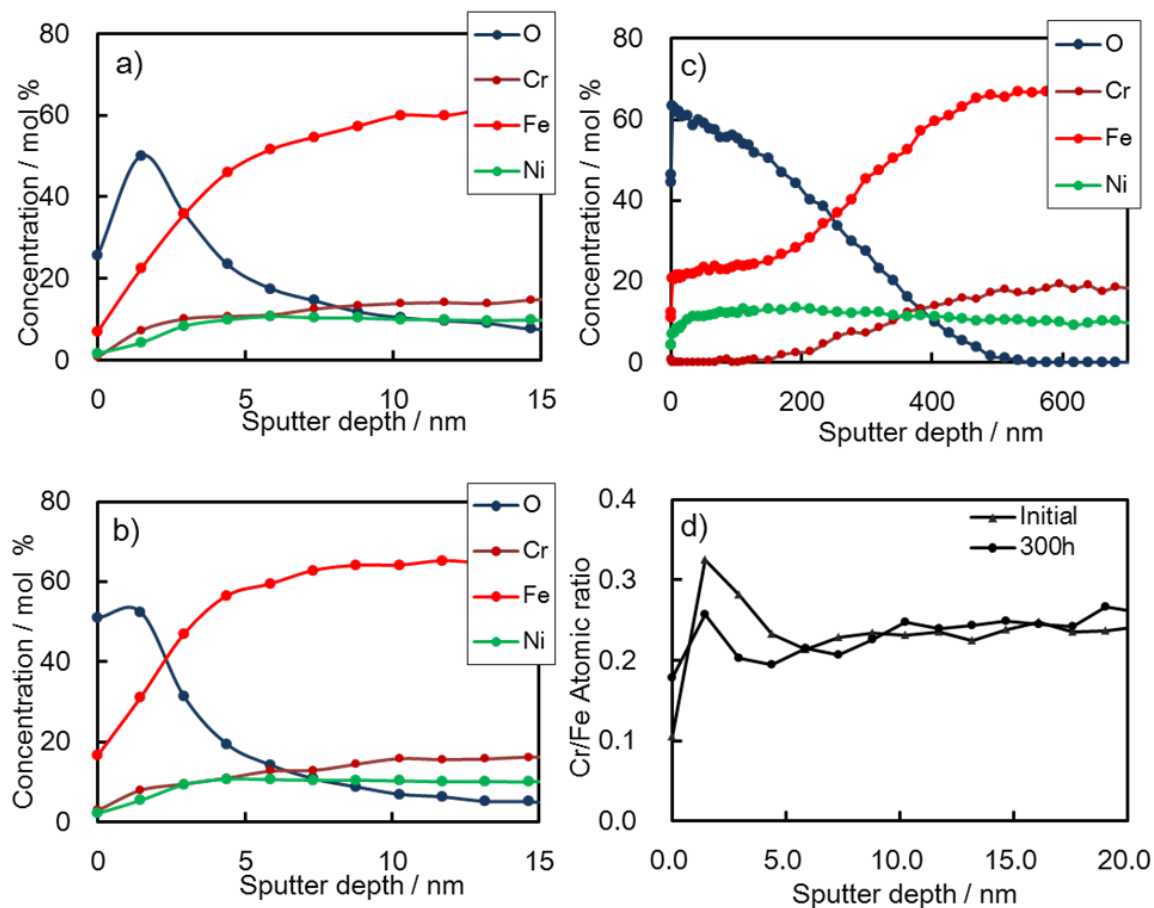 a)
O
Cr
Fe
Ni
80
60
40
20
0
0
5
10
15
Concentration / mol %
Sputter depth / nm
c)
O
Cr
Fe
Ni
80
60
40
20
0
0
200
400
600
Concentration / mol %
Sputter depth / nm
b)
O
Cr
Fe
Ni
80
60
40
20
0
0
5
10
15
Concentration / mol %
Sputter depth / nm
d)
Initial
300h
0.4
0.3
0.2
0.1
0.0
0.0
5.0
10.0
15.0
20.0
Cr/Fe Atomic ratio
Sputter depth / nm